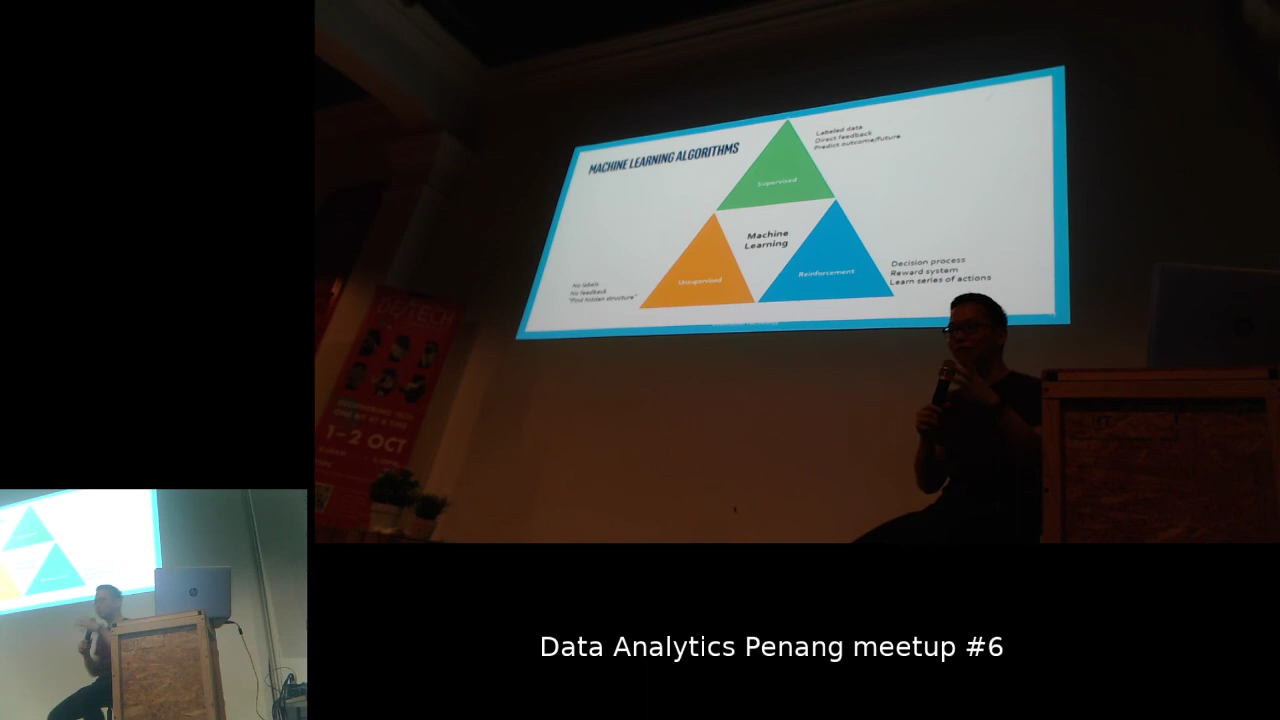 MACHINE LEARNING ALGORITHMS
Labeled data
Direct feedback
Predict outcome/future
Supervised
Machine
Learning
Unsupervised
Reinforcement
No labels
No feedback
"Find hidden structure"
Decision process
Reward system
Learn series of actions
1-2 OCT
hp
Data Analytics Penang meetup #6